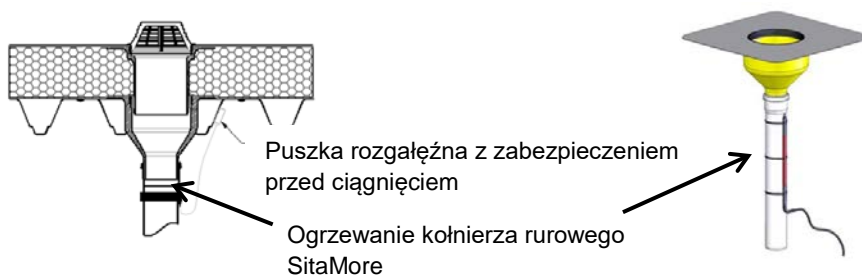 Puszka rozgałęźna z zabezpieczeniem
przed ciągnięciem
Ogrzewanie kołnierza rurowego
SitaMore